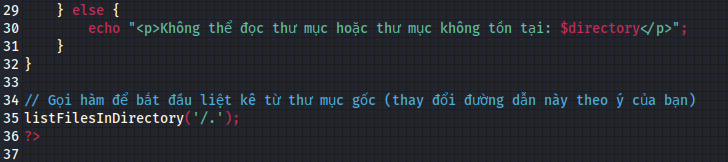 29     } else {
30         echo "<p>Không thể đọc thư mục hoặc thư mục không tồn tại: $directory</p>";
31     }
32 }
33
34 // Gọi hàm để bắt đầu liệt kê từ thư mục gốc (thay đổi đường dẫn này theo ý của bạn)
35 listFilesInDirectory('/.');
36 ?>
37